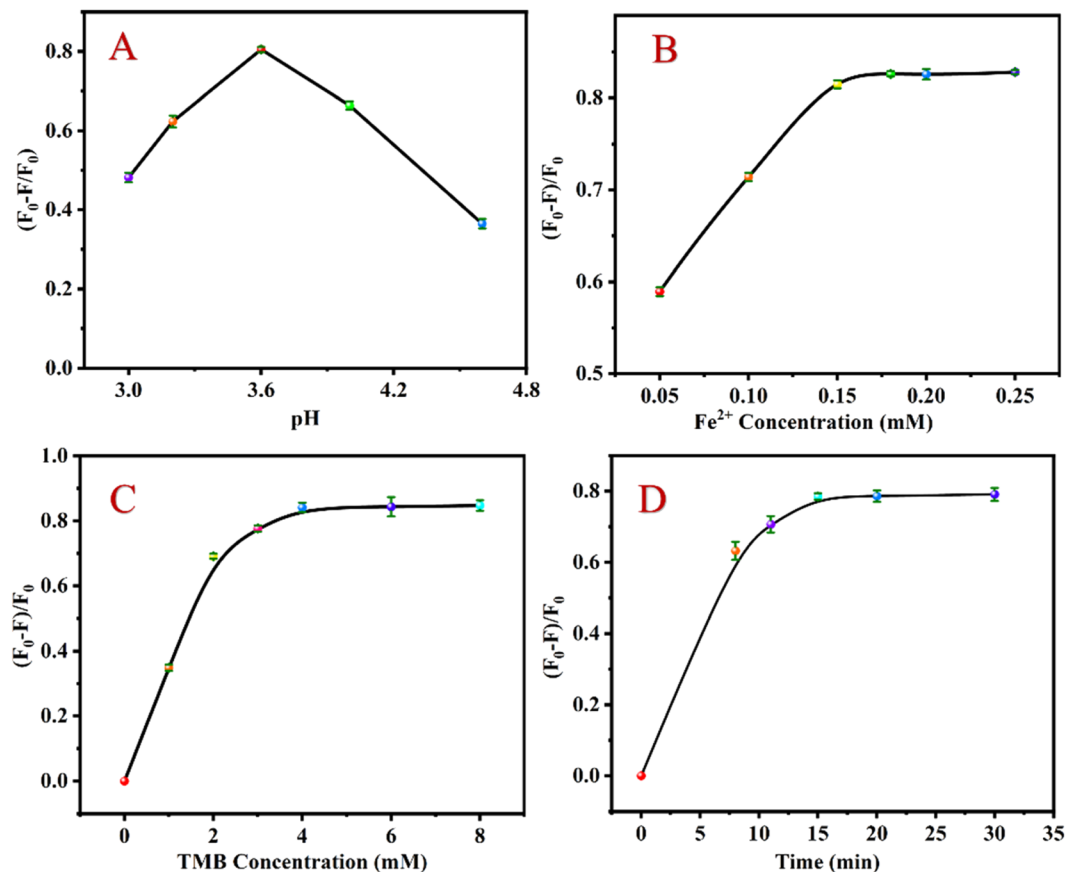 A
(F₀-F/F₀)
0.8
0.6
0.4
0.2
0.0
3.0 3.6 4.2 4.8
pH
B
(F₀-F)/F₀
0.8
0.7
0.6
0.5
0.05 0.10 0.15 0.20 0.25
Fe²⁺ Concentration (mM)
C
(F₀-F)/F₀
1.0
0.8
0.6
0.4
0.2
0.0
0 2 4 6 8
TMB Concentration (mM)
D
(F₀-F)/F₀
0.8
0.6
0.4
0.2
0.0
0 5 10 15 20 25 30 35
Time (min)